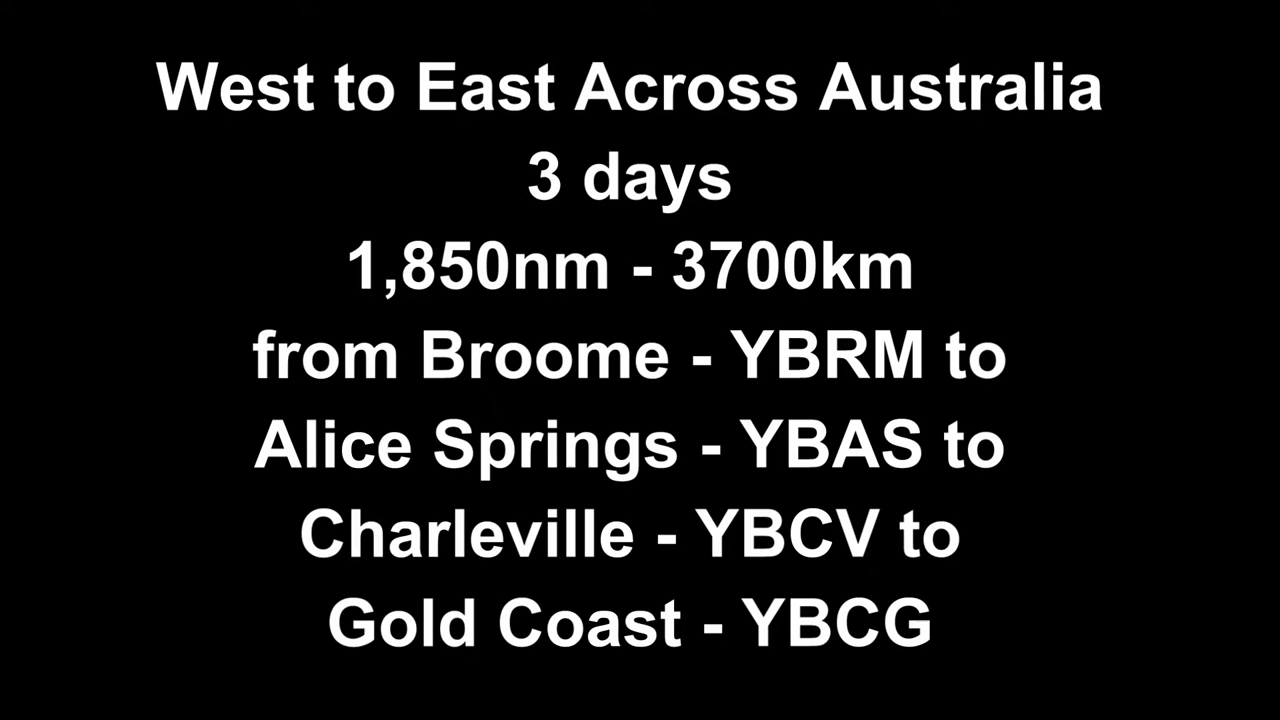 West to East Across Australia
3 days
1,850nm - 3700km
from Broome - YBRM to
Alice Springs - YBAS to
Charleville - YBCV to
Gold Coast - YBCG